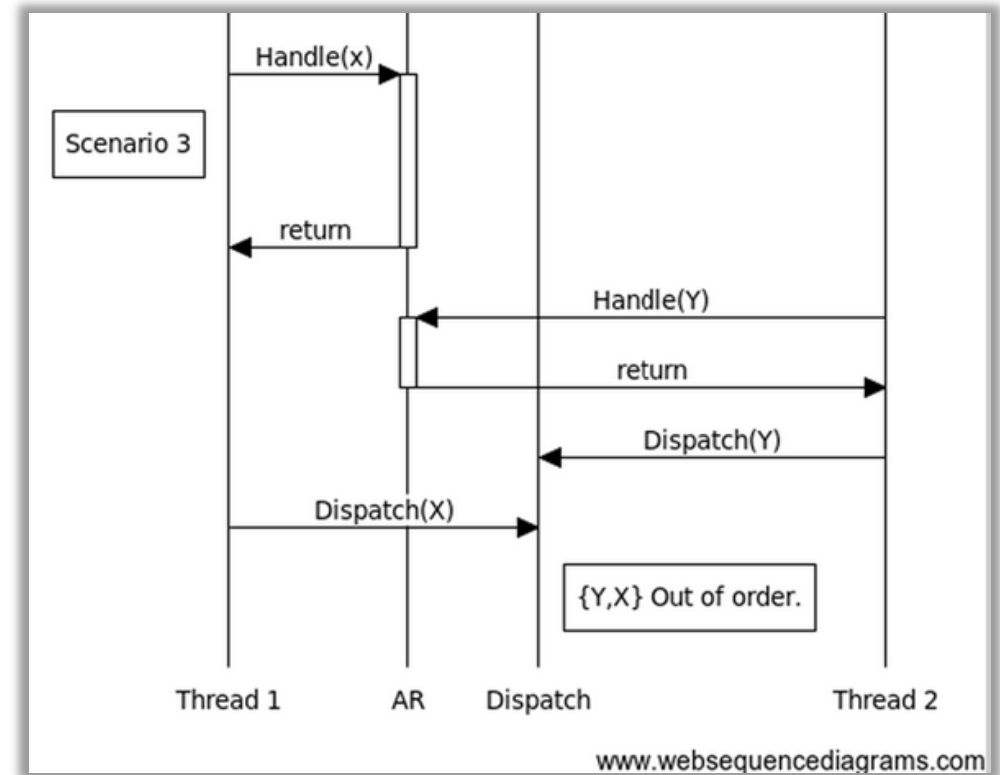 Handle(x)
Scenario 3
return
Handle(Y)
return
Dispatch(Y)
Dispatch(X)
{Y,X} Out of order.
Thread 1 AR Dispatch Thread 2
www.websequencediagrams.com